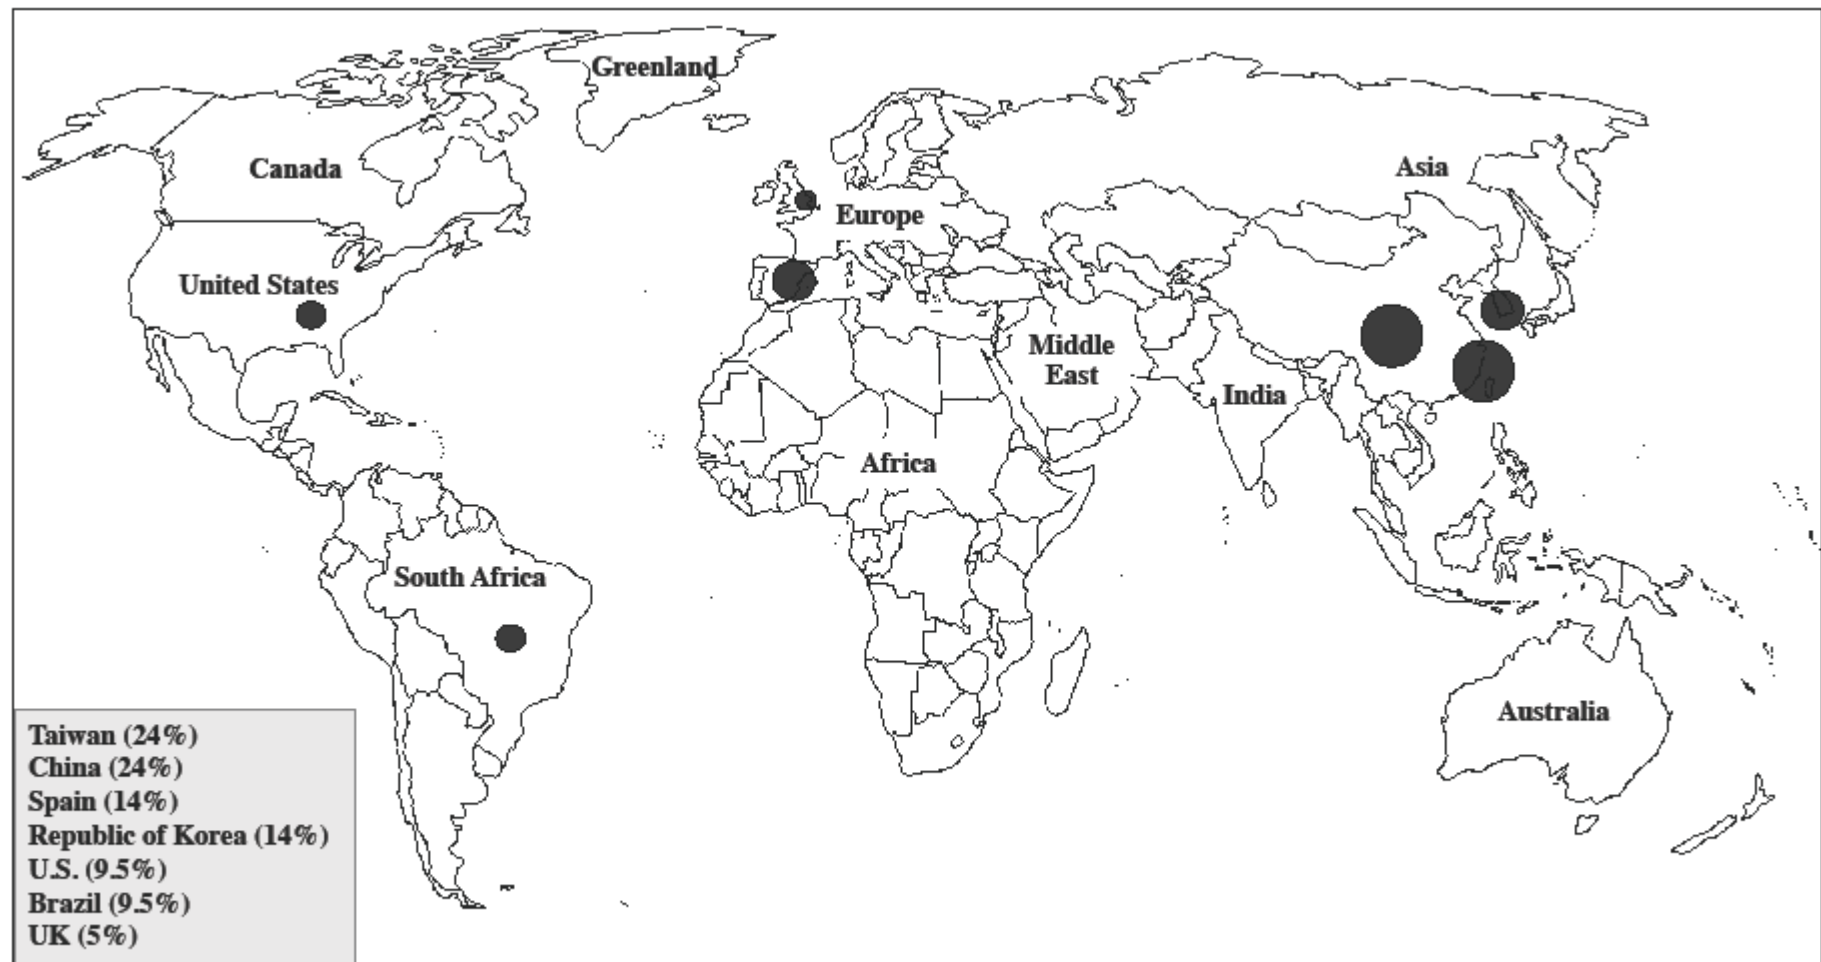 Greenland
Canada
Asia
Europe
United States
Middle
East
India
Africa
South Africa
Australia
Taiwan (24%)
China (24%)
Spain (14%)
Republic of Korea (14%)
U.S. (9.5%)
Brazil (9.5%)
UK (5%)